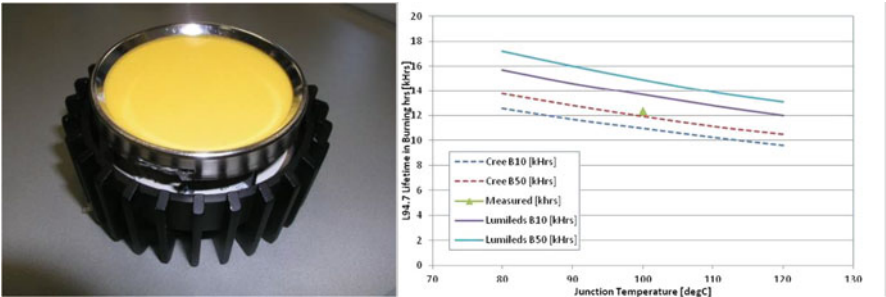 L94.7 Lifetime in Burning hrs [kHrs]
20
18
16
14
12
10
8
6
4
2
0
Cree B10 [kHrs]
Cree B50 [kHrs]
Measured [khrs]
Lumileds B10 [kHrs]
Lumileds B50 [kHrs]
70
80
90
100
110
120
130
Junction Temperature [degC]